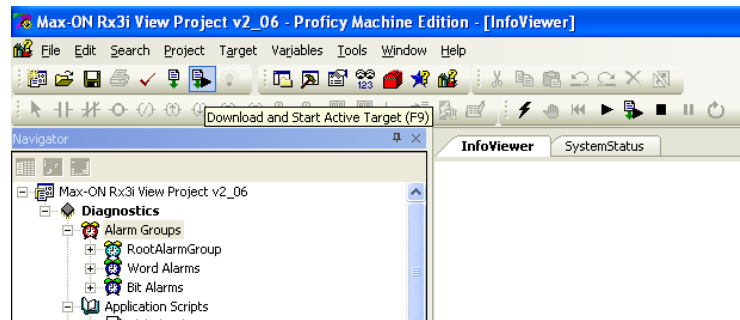 Max-ON Rx3i View Project v2_06 - Proficy Machine Edition - [InfoViewer]
File Edit Search Project Target Variables Tools Window Help
123
Download and Start Active Target (F9)
Navigator
InfoViewer SystemStatus
Max-ON Rx3i View Project v2_06
Diagnostics
Alarm Groups
RootAlarmGroup
Word Alarms
Bit Alarms
Application Scripts